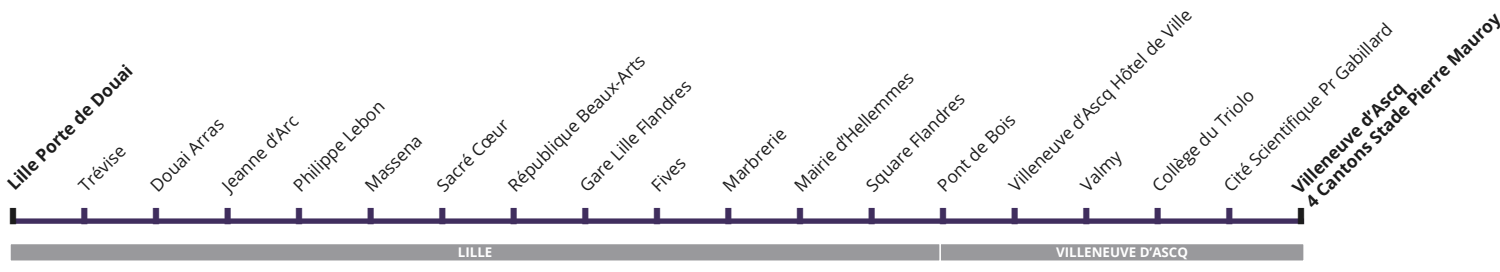 Lille Porte de Douai
Trévise
Douai Arras
Jeanne d'Arc
Philippe Lebon
Massena
Sacré Cœur
République Beaux-Arts
Gare Lille Flandres
Fives
Marbrerie
Mairie d'Hellemmes
Square Flandres
Pont de Bois
Villeneuve d'Ascq Hôtel de Ville
Valmy
Collège du Triolo
Cité Scientifique Pr Gabillard
Villeneuve d'Ascq
4 Cantons Stade Pierre Mauroy
LILLE
VILLENEUVE D'ASCQ